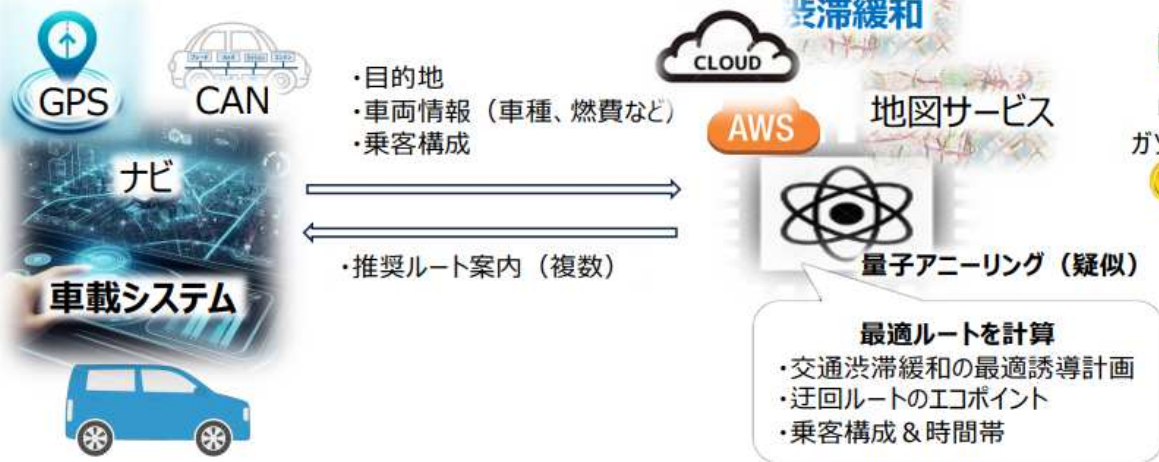 渋滞緩和
CLOUD
GPS
CAN
・目的地
・車両情報（車種、燃費など）
・乗客構成
AWS
地図サービス
ナビ
・推奨ルート案内（複数）
量子アニーリング（疑似）
車載システム
最適ルートを計算
・交通渋滞緩和の最適誘導計画
・迂回ルートのエコポイント
・乗客構成＆時間帯